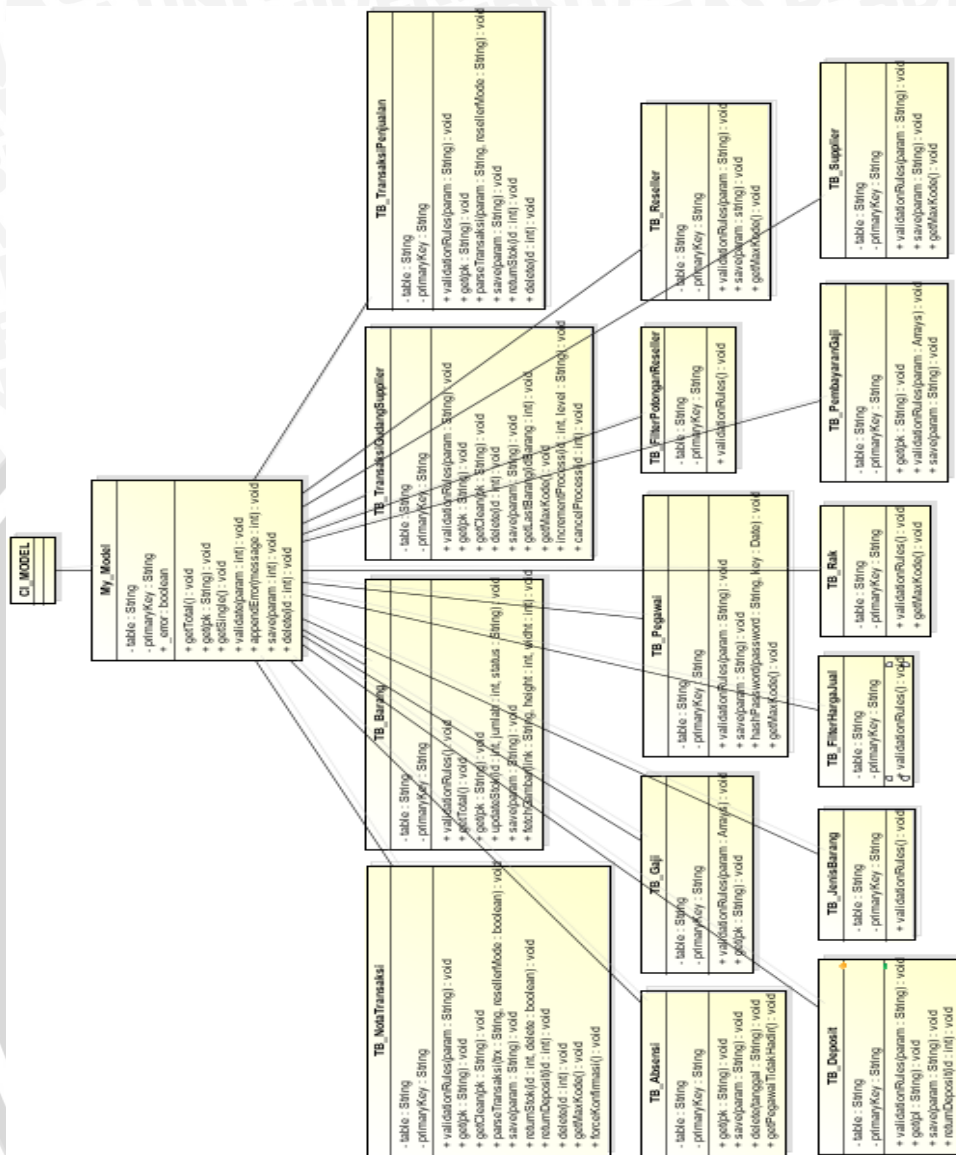 CI_MODEL
My_Model
- table : String
- primaryKey : String
+ _error : boolean
+ getTotal() : void
+ get(pk : String) : void
+ getSingle() : void
+ validate(param : int) : void
+ appendError(message : int) : void
+ save(param : int) : void
+ delete(id : int) : void
TB_NotaTransaksi
- table : String
- primaryKey : String
+ validationRules(param : String) : void
+ get(pk : String) : void
+ getClean(pk : String) : void
+ parseTransaksi(trx : String, resellerMode : boolean) : void
+ save(param : String) : void
+ returnStok(id : int, delete : boolean) : void
+ returnDeposit(id : int) : void
+ delete(id : int) : void
+ getMaxKode() : void
+ forceKonfirmasi() : void
TB_Barang
- table : String
- primaryKey : String
+ validationRules() : void
+ getTotal() : void
+ get(pk : String) : void
+ updateStok(id : int, jumlah : int, status : String) : void
+ save(param : String) : void
+ fetchGambar(link : String, height : int, widht : int) : void
TB_TransaksiGudangSupplier
- table : String
- primaryKey : String
+ validationRules(param : String) : void
+ get(pk : String) : void
+ getClean(pk : String) : void
+ delete(id : int) : void
+ save(param : String) : void
+ getLastBarang(idBarang : int) : void
+ getMaxKode() : void
+ incrementProcess(id : int, level : String) : void
+ cancelProcess(id : int) : void
TB_TransaksiPenjualan
- table : String
- primaryKey : String
+ validationRules(param : String) : void
+ get(pk : String) : void
+ parseTransaksi(param : String, resellerMode : String) : void
+ save(param : String) : void
+ returnStok(id : int) : void
+ delete(id : int) : void
TB_Absensi
- table : String
- primaryKey : String
+ get(pk : String) : void
+ save(param : String) : void
+ delete(tanggal : String) : void
+ getPegawaiTidakHadir() : void
TB_Gaji
- table : String
- primaryKey : String
+ validationRules(param : Arrays) : void
+ get(pk : String) : void
TB_Pegawai
- table : String
- primaryKey : String
+ validationRules(param : String) : void
+ save(param : String) : void
+ hashPassword(password : String, key : Date) : void
+ getMaxKode() : void
TB_FilterPotonganReseller
- table : String
- primaryKey : String
+ validationRules() : void
TB_Reseller
- table : String
- primaryKey : String
+ validationRules(param : String) : void
+ save(param : string) : void
+ getMaxKode() : void
TB_Deposit
- table : String
- primaryKey : String
+ validationRules(param : String) : void
+ get(pl : String) : void
+ save(param : String) : void
+ returnDeposit(id : int) : void
TB_JenisBarang
- table : String
- primaryKey : String
+ validationRules() : void
TB_FilterHargaJual
- table : String
- primaryKey : String
+ validationRules() : void
TB_Rak
- table : String
- primaryKey : String
+ validationRules() : void
+ getMaxKode() : void
TB_PembayaranGaji
- table : String
- primaryKey : String
+ get(pk : String) : void
+ validationRules(param : Arrays) : void
+ save(param : String) : void
TB_Supplier
- table : String
- primaryKey : String
+ validationRules(param : String) : void
+ save(param : String) : void
+ getMaxKode() : void